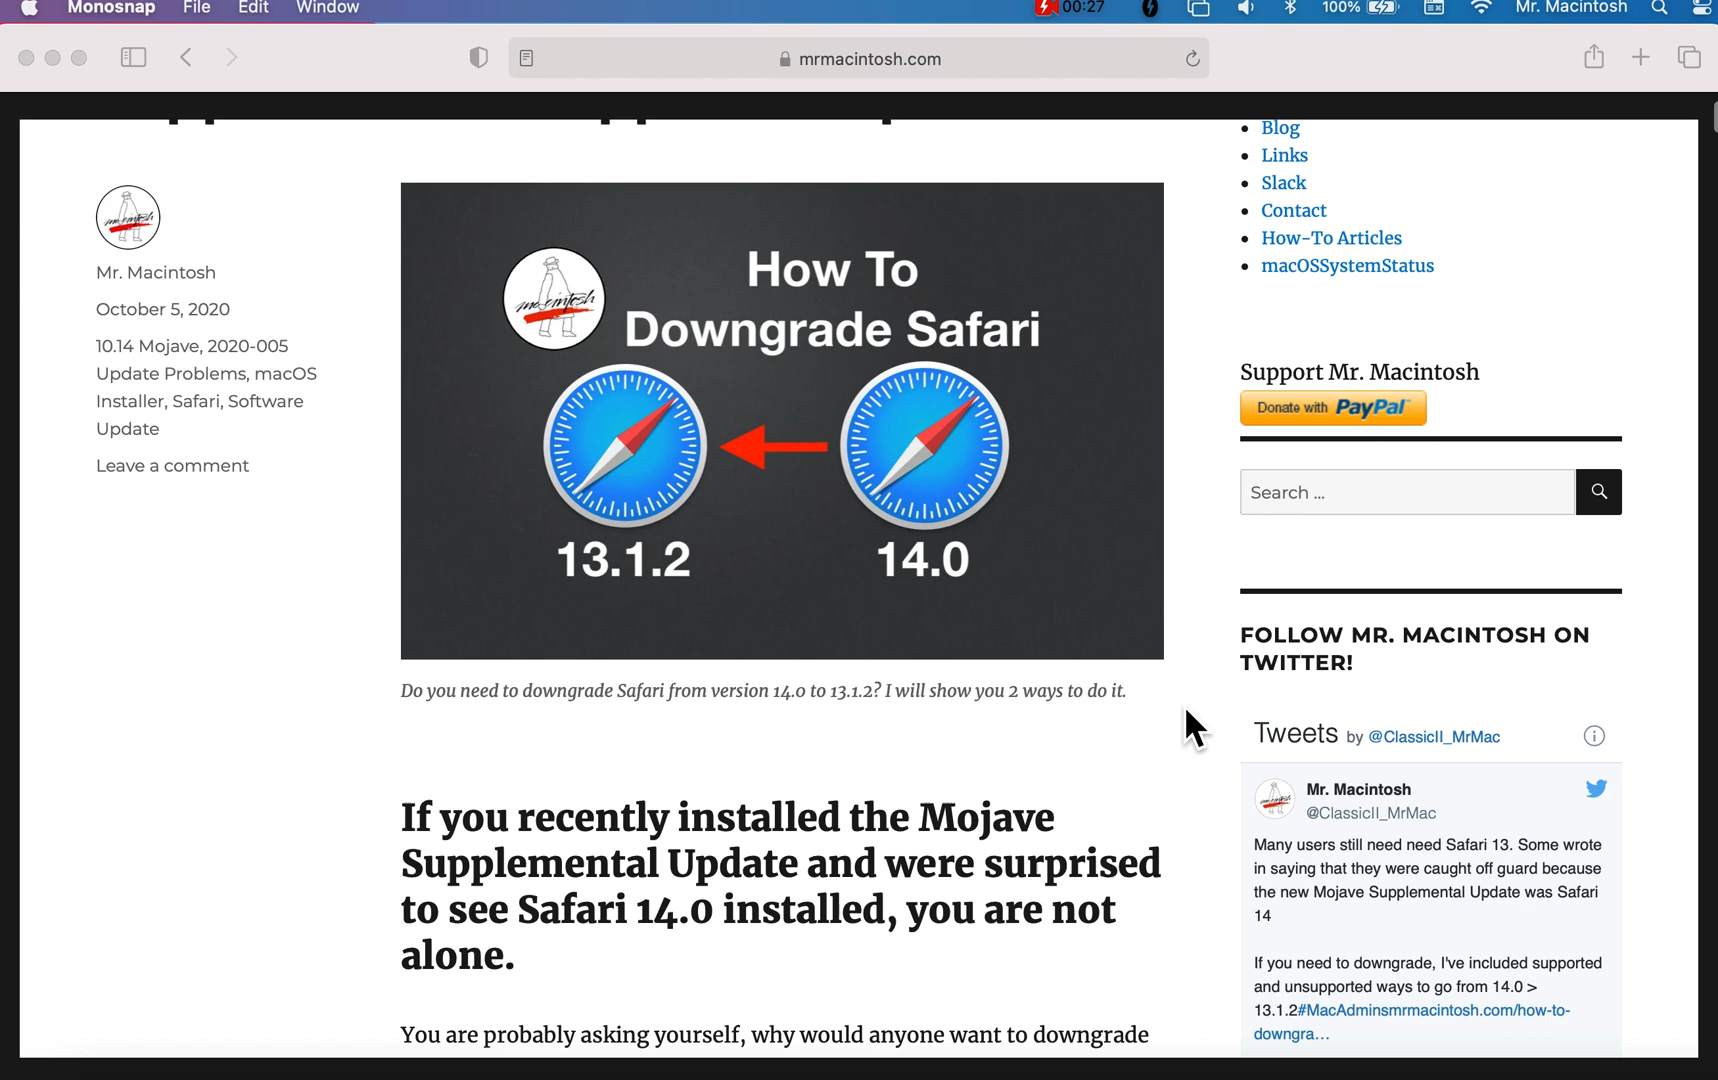 Monosnap File Edit Window 00:27 100% Mr. Macintosh
mrmacintosh.com
Mr. Macintosh
October 5, 2020
10.14 Mojave, 2020-005
Update Problems, macOS
Installer, Safari, Software
Update
Leave a comment
How To
Downgrade Safari
13.1.2 14.0
Do you need to downgrade Safari from version 14.0 to 13.1.2? I will show you 2 ways to do it.
If you recently installed the Mojave
Supplemental Update and were surprised
to see Safari 14.0 installed, you are not
alone.
You are probably asking yourself, why would anyone want to downgrade
Blog
Links
Slack
Contact
How-To Articles
macOSSystemStatus
Support Mr. Macintosh
Donate with PayPal
Search ...
FOLLOW MR. MACINTOSH ON
TWITTER!
Tweets by @ClassicII_MrMac
Mr. Macintosh
@ClassicII_MrMac
Many users still need need Safari 13. Some wrote
in saying that they were caught off guard because
the new Mojave Supplemental Update was Safari
14
If you need to downgrade, I've included supported
and unsupported ways to go from 14.0 >
13.1.2#MacAdminsmrmacintosh.com/how-to-
downgra...